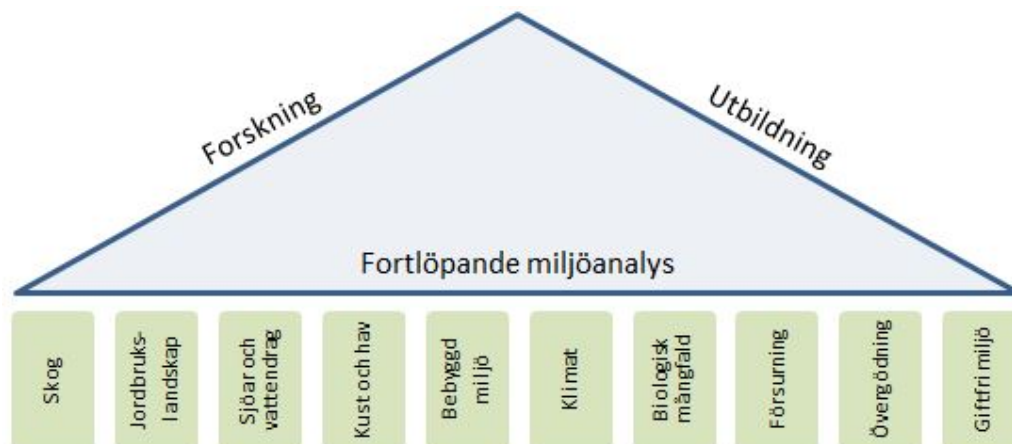 Forskning
Utbildning
Fortlöpande miljöanalys
Skog
Jordbruks-
landskap
Sjöar och
vattendrag
Kust och hav
Bebyggd
miljö
Klimat
Biologisk
mångfald
Försurning
Övergödning
Giftfri miljö